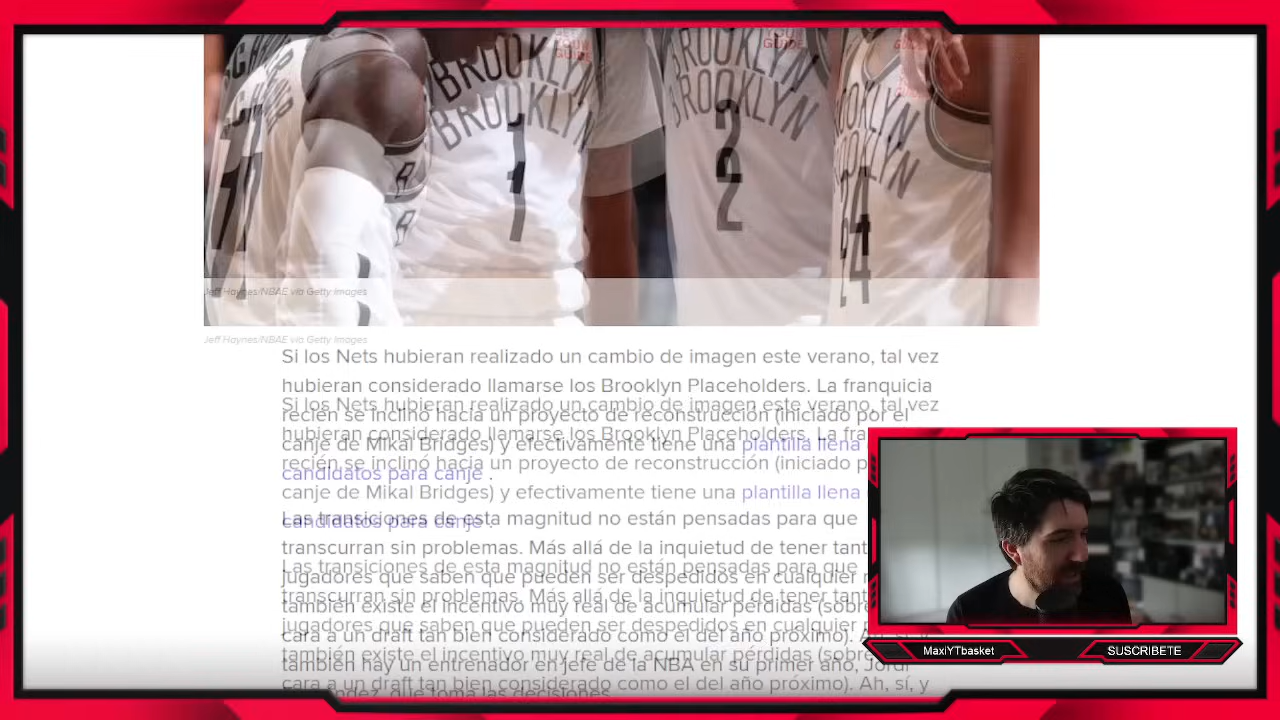 BROOKLYN
BROOKLYN
BROOKLYN
1
2
24
Jeff Haynes/NBAE via Getty Images
Si los Nets hubieran realizado un cambio de imagen este verano, tal vez
hubieran considerado llamarse los Brooklyn Placeholders. La franquicia
recién se inclinó hacia un proyecto de reconstrucción (iniciado por el
canje de Mikal Bridges) y efectivamente tiene una plantilla llena
candidatos para canje .
Las transiciones de esta magnitud no están pensadas para que
transcurran sin problemas. Más allá de la inquietud de tener tant
jugadores que saben que pueden ser despedidos en cualquier
también existe el incentivo muy real de acumular pérdidas (sobre
cara a un draft tan bien considerado como el del año próximo). Ah, sí, y
también hay un entrenador en jefe de la NBA en su primer año, Jordi
que toma las decisiones.
MaxiYTbasket
SUSCRIBETE